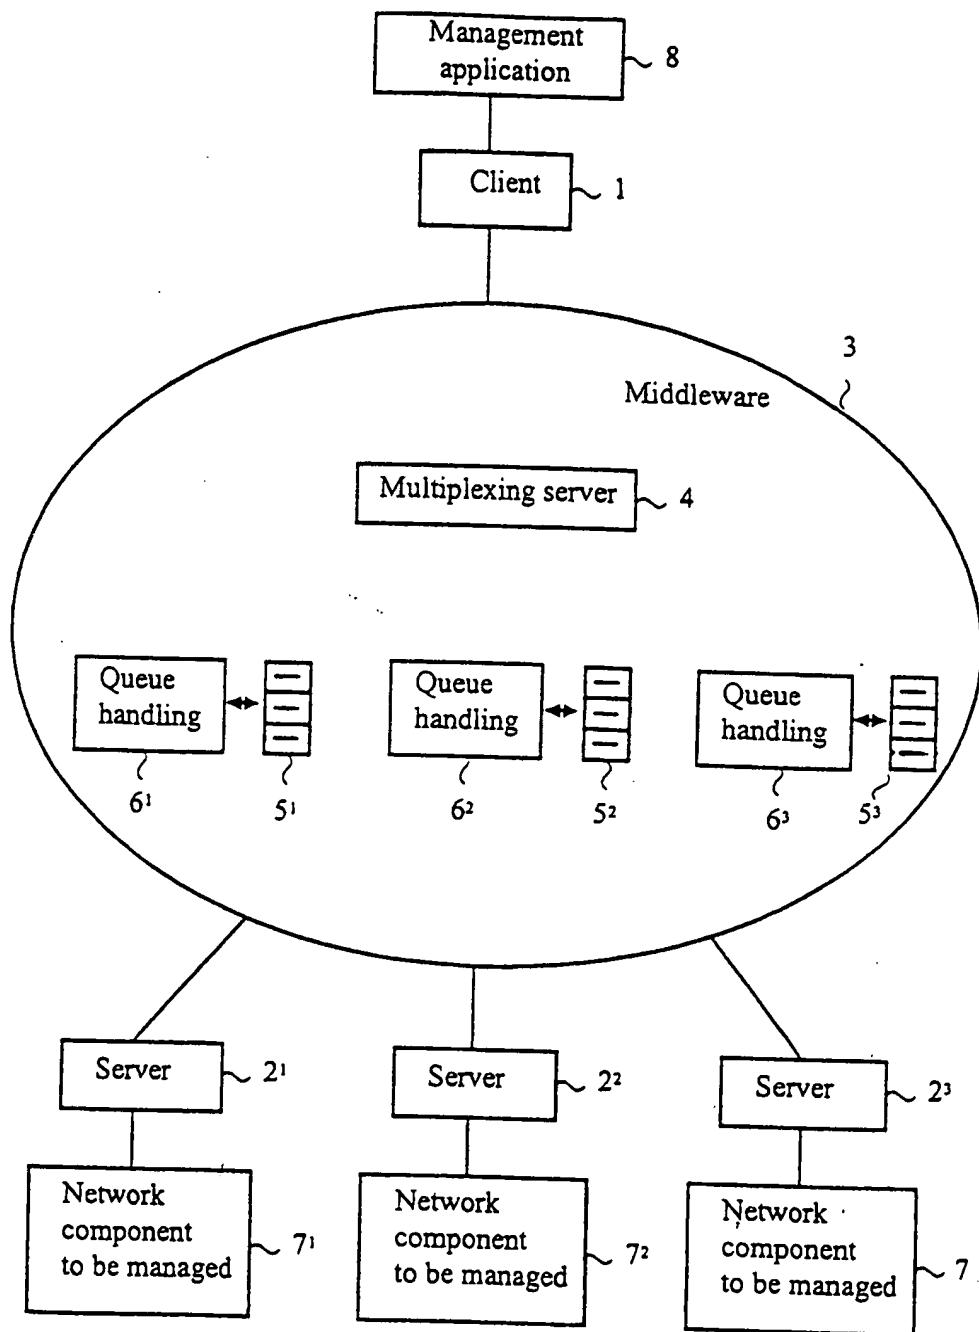 Management
application
8
Client
1
3
Middleware
Multiplexing server
4
Queue
handling
Queue
handling
Queue
handling
6¹
5¹
6²
5²
6³
5³
Server
2¹
Server
2²
Server
2³
Network
component
to be managed
7¹
Network
component
to be managed
7²
Network
component
to be managed
7